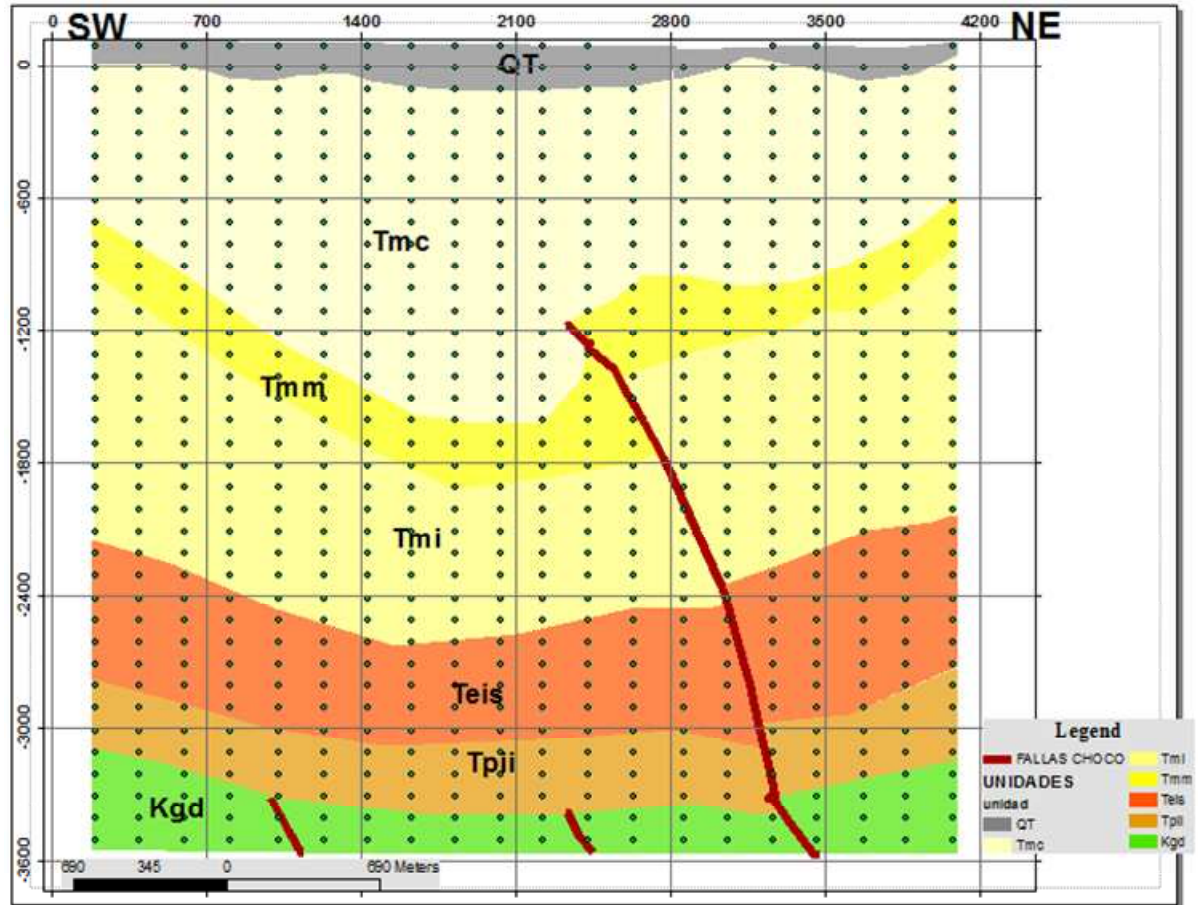 0 700 1400 2100 2800 3500 4200
SW NE
0
-600
-1200
-1800
-2400
-3000
-3600
QT
Tmc
Tmm
Tmi
Teis
Tpji
Kgd
690 345 0 690 Meters
Legend
FALLAS CHOCO
UNIDADES
unidad
QT
Tmc
Tmi
Tmm
Teis
Tpji
Kgd